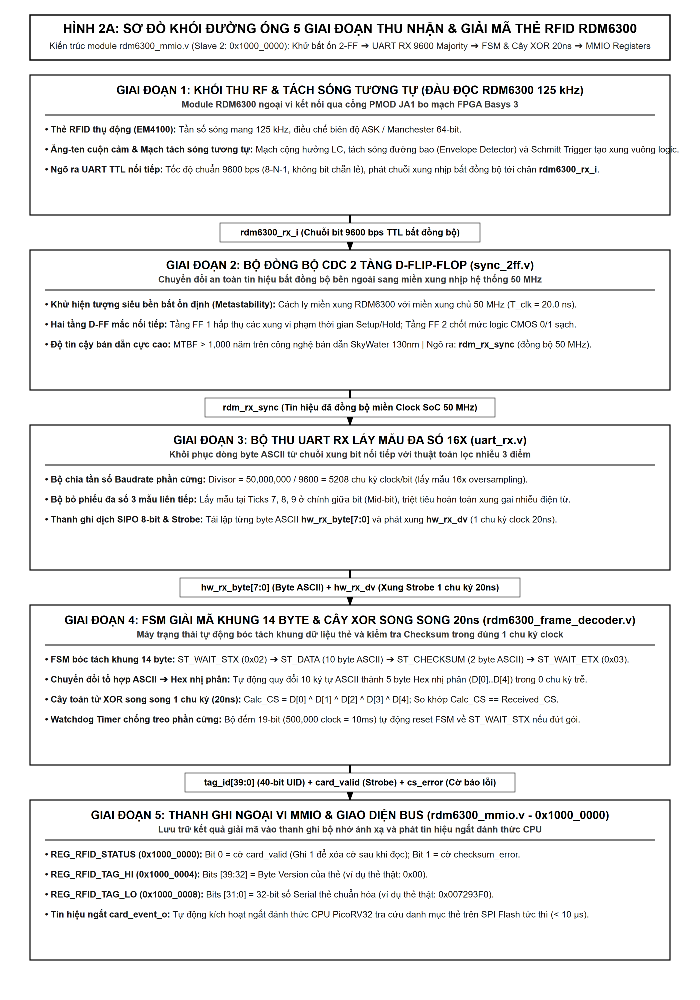 HÌNH 2A: SƠ ĐỒ KHỐI ĐƯỜNG ỐNG 5 GIAI ĐOẠN THU NHẬN & GIẢI MÃ THẺ RFID RDM6300
Kiến trúc module rdm6300_mmio.v (Slave 2: 0x1000_0000): Khử bất ổn 2-FF ➔ UART RX 9600 Majority ➔ FSM & Cây XOR 20ns ➔ MMIO Registers
GIAI ĐOẠN 1: KHỐI THU RF & TÁCH SÓNG TƯƠNG TỰ (ĐẦU ĐỌC RDM6300 125 kHz)
Module RDM6300 ngoại vi kết nối qua cổng PMOD JA1 bo mạch FPGA Basys 3
• Thẻ RFID thụ động (EM4100): Tần số sóng mang 125 kHz, điều chế biên độ ASK / Manchester 64-bit.
• Ăng-ten cuộn cảm & Mạch tách sóng tương tự: Mạch cộng hưởng LC, tách sóng đường bao (Envelope Detector) và Schmitt Trigger tạo xung vuông logic.
• Ngõ ra UART TTL nối tiếp: Tốc độ chuẩn 9600 bps (8-N-1, không bit chẵn lẻ), phát chuỗi xung nhịp bất đồng bộ tới chân rdm6300_rx_i.
rdm6300_rx_i (Chuỗi bit 9600 bps TTL bất đồng bộ)
GIAI ĐOẠN 2: BỘ ĐỒNG BỘ CDC 2 TẦNG D-FLIP-FLOP (sync_2ff.v)
Chuyển đổi an toàn tín hiệu bất đồng bộ bên ngoài sang miền xung nhịp hệ thống 50 MHz
• Khử hiện tượng siêu bền bất ổn định (Metastability): Cách ly miền xung RDM6300 với miền xung chủ 50 MHz (T_clk = 20.0 ns).
• Hai tầng D-FF mắc nối tiếp: Tầng FF 1 hấp thụ các xung vi phạm thời gian Setup/Hold; Tầng FF 2 chốt mức logic CMOS 0/1 sạch.
• Độ tin cậy bán dẫn cực cao: MTBF > 1,000 năm trên công nghệ bán dẫn SkyWater 130nm | Ngõ ra: rdm_rx_sync (đồng bộ 50 MHz).
rdm_rx_sync (Tín hiệu đã đồng bộ miền Clock SoC 50 MHz)
GIAI ĐOẠN 3: BỘ THU UART RX LẤY MẪU ĐA SỐ 16X (uart_rx.v)
Khôi phục dòng byte ASCII từ chuỗi xung bit nối tiếp với thuật toán lọc nhiễu 3 điểm
• Bộ chia tần số Baudrate phần cứng: Divisor = 50,000,000 / 9600 = 5208 chu kỳ clock/bit (lấy mẫu 16x oversampling).
• Bộ bỏ phiếu đa số 3 mẫu liên tiếp: Lấy mẫu tại Ticks 7, 8, 9 ở chính giữa bit (Mid-bit), triệt tiêu hoàn toàn xung gai nhiễu điện từ.
• Thanh ghi dịch SIPO 8-bit & Strobe: Tái lập từng byte ASCII hw_rx_byte[7:0] và phát xung hw_rx_dv (1 chu kỳ clock 20ns).
hw_rx_byte[7:0] (Byte ASCII) + hw_rx_dv (Xung Strobe 1 chu kỳ 20ns)
GIAI ĐOẠN 4: FSM GIẢI MÃ KHUNG 14 BYTE & CÂY XOR SONG SONG 20ns (rdm6300_frame_decoder.v)
Máy trạng thái tự động bóc tách khung dữ liệu thẻ và kiểm tra Checksum trong đúng 1 chu kỳ clock
• FSM bóc tách khung 14 byte: ST_WAIT_STX (0x02) ➔ ST_DATA (10 byte ASCII) ➔ ST_CHECKSUM (2 byte ASCII) ➔ ST_WAIT_ETX (0x03).
• Chuyển đổi tổ hợp ASCII ➔ Hex nhị phân: Tự động quy đổi 10 ký tự ASCII thành 5 byte Hex nhị phân (D[0]..D[4]) trong 0 chu kỳ trễ.
• Cây toán tử XOR song song 1 chu kỳ (20ns): Calc_CS = D[0] ^ D[1] ^ D[2] ^ D[3] ^ D[4]; So khớp Calc_CS == Received_CS.
• Watchdog Timer chống treo phần cứng: Bộ đếm 19-bit (500,000 clock = 10ms) tự động reset FSM về ST_WAIT_STX nếu đứt gói.
tag_id[39:0] (40-bit UID) + card_valid (Strobe) + cs_error (Cờ báo lỗi)
GIAI ĐOẠN 5: THANH GHI NGOẠI VI MMIO & GIAO DIỆN BUS (rdm6300_mmio.v - 0x1000_0000)
Lưu trữ kết quả giải mã vào thanh ghi bộ nhớ ánh xạ và phát tín hiệu ngắt đánh thức CPU
• REG_RFID_STATUS (0x1000_0000): Bit 0 = cờ card_valid (Ghi 1 để xóa cờ sau khi đọc); Bit 1 = cờ checksum_error.
• REG_RFID_TAG_HI (0x1000_0004): Bits [39:32] = Byte Version của thẻ (ví dụ thẻ thật: 0x00).
• REG_RFID_TAG_LO (0x1000_0008): Bits [31:0] = 32-bit số Serial thẻ chuẩn hóa (ví dụ thẻ thật: 0x007293F0).
• Tín hiệu ngắt card_event_o: Tự động kích hoạt ngắt đánh thức CPU PicoRV32 tra cứu danh mục thẻ trên SPI Flash tức thì (< 10 µs).